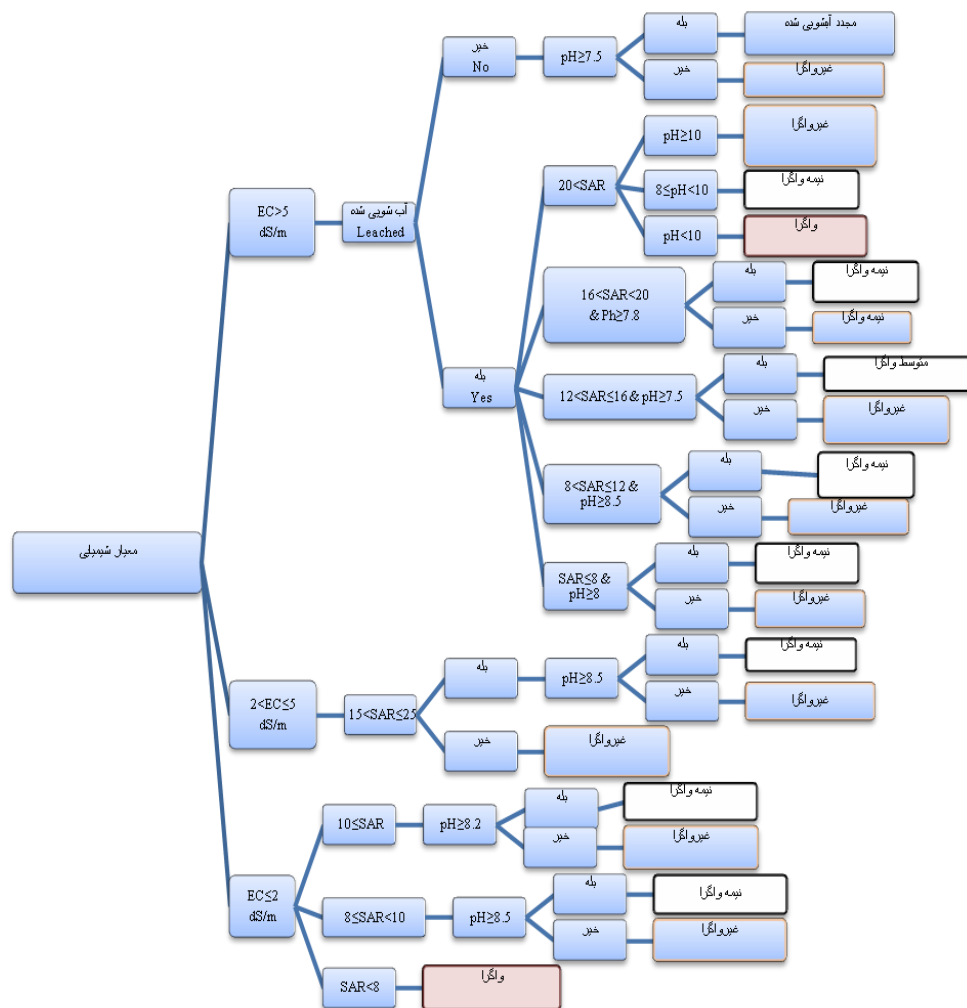 معیار شیمیایی
EC>5
dS/m
آب شویی شده
Leached
خیر
No
pH≥7.5
بله
مجدد آبشویی شده
خیر
غیرواگرا
بله
Yes
20<SAR
pH≥10
غیرواگرا
8≤pH<10
نیمه واگرا
pH<10
واگرا
16<SAR<20
& Ph≥7.8
بله
نیمه واگرا
خیر
نیمه واگرا
12<SAR≤16 & pH≥7.5
بله
متوسط واگرا
خیر
غیرواگرا
8<SAR≤12 &
pH≥8.5
بله
نیمه واگرا
خیر
غیرواگرا
SAR≤8 &
pH≥8
بله
نیمه واگرا
خیر
غیرواگرا
2<EC≤5
dS/m
15<SAR≤25
بله
pH≥8.5
بله
نیمه واگرا
خیر
غیرواگرا
خیر
غیرواگرا
EC≤2
dS/m
10≤SAR
pH≥8.2
بله
نیمه واگرا
خیر
غیرواگرا
8≤SAR<10
pH≥8.5
بله
نیمه واگرا
خیر
غیرواگرا
SAR<8
واگرا